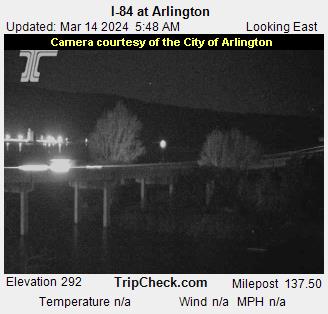 I-84 at Arlington
Updated: Mar 14 2024 5:48 AM Looking East
Camera courtesy of the City of Arlington
Elevation 292 TripCheck.com Milepost 137.50
Temperature n/a Wind n/a MPH n/a